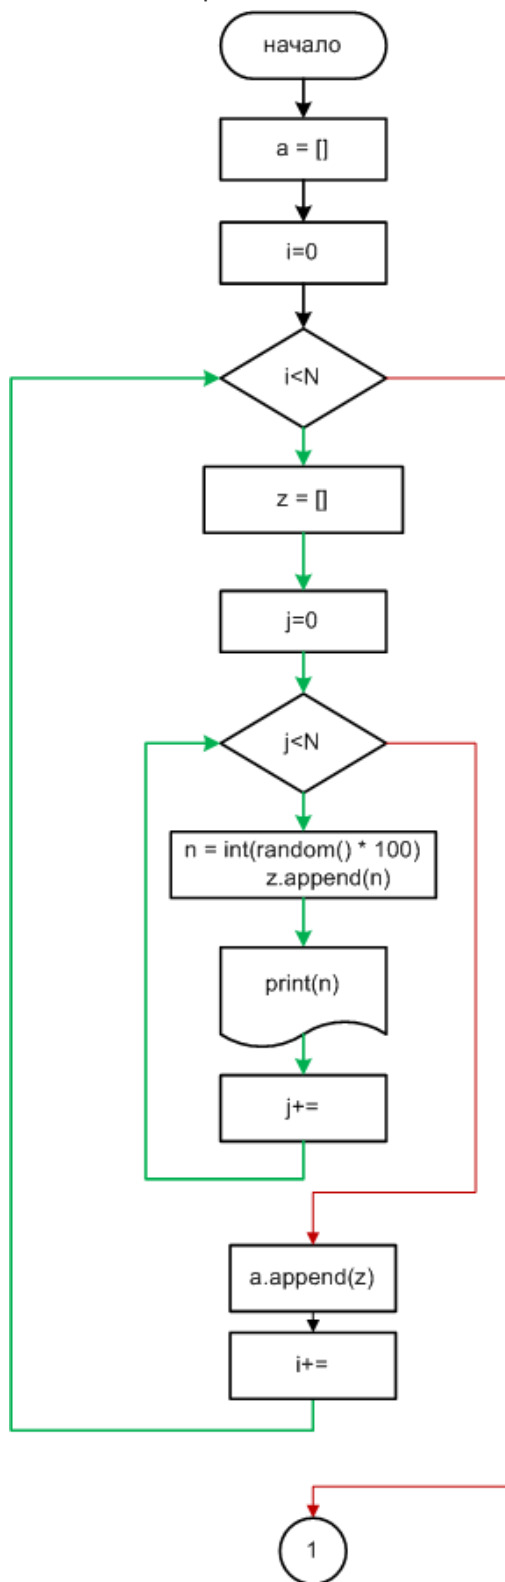 начало
a = []
i=0
i<N
z = []
j=0
j<N
n = int(random() * 100)
z.append(n)
print(n)
j+=
a.append(z)
i+=
1